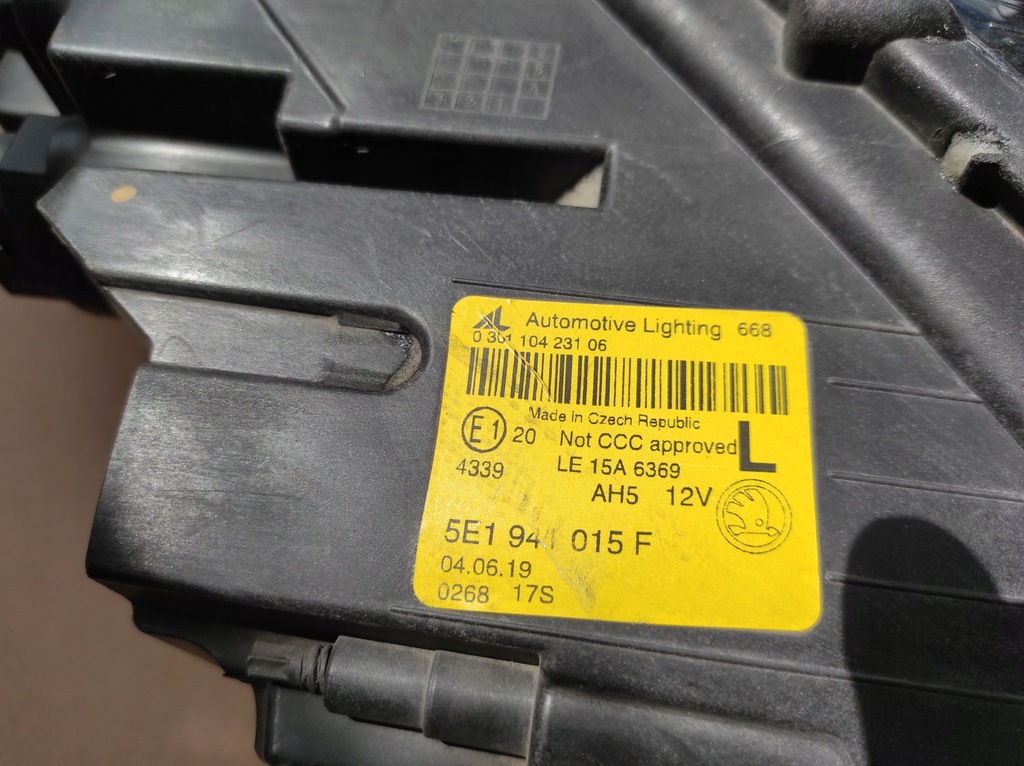 AL Automotive Lighting 668
0 301 104 231 06
Made in Czech Republic
E1 20 Not CCC approved L
4339 LE 15A 6369
AH5 12V
5E1 941 015 F
04.06.19
0268 17S